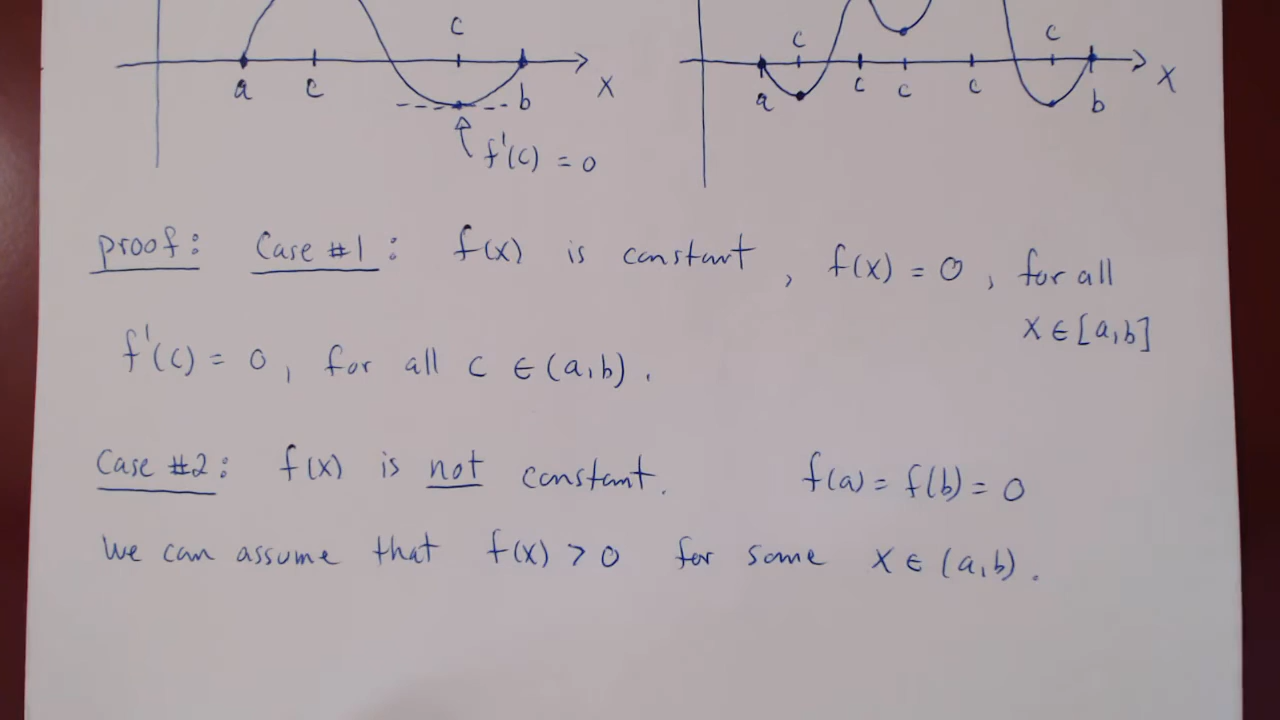 c
c
a
c
b
x
a
c
c
c
b
x
f'(c) = 0
proof: Case #1: f(x) is constant, f(x) = 0, for all
x ∈ [a,b]
f'(c) = 0, for all c ∈ (a,b).
Case #2: f(x) is not constant. f(a) = f(b) = 0
We can assume that f(x) > 0 for some x ∈ (a,b).